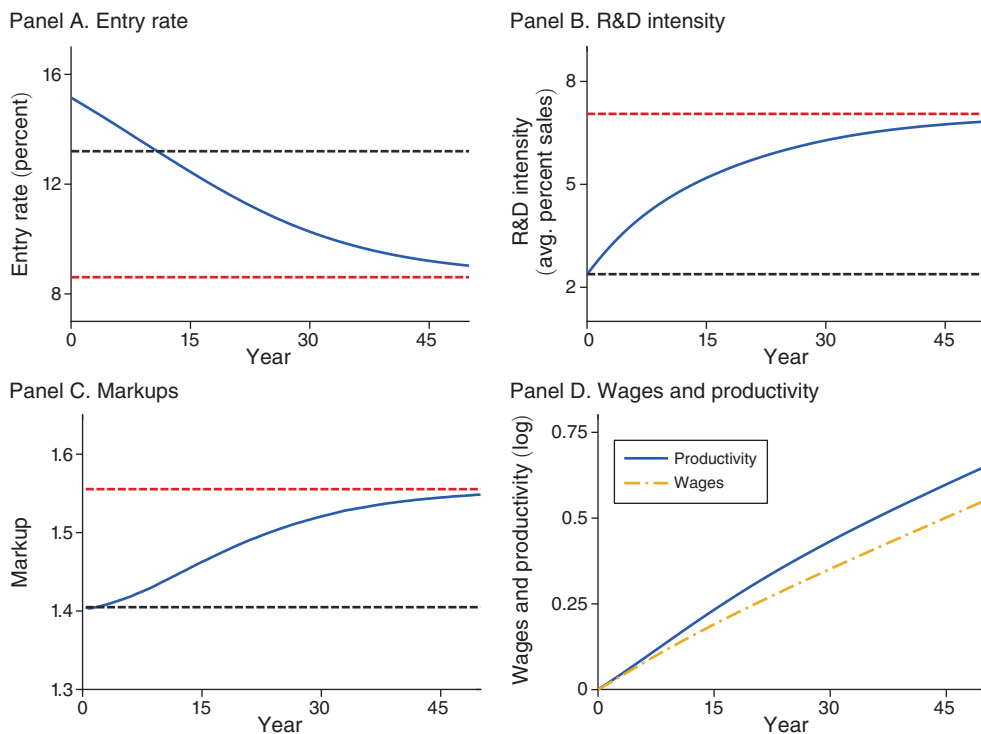 Panel A. Entry rate
Entry rate (percent)
16
12
8
0
15
30
45
Year
Panel B. R&D intensity
R&D intensity
(avg. percent sales)
8
5
2
0
15
30
45
Year
Panel C. Markups
Markup
1.6
1.5
1.4
1.3
0
15
30
45
Year
Panel D. Wages and productivity
Wages and productivity (log)
0.75
0.5
0.25
0
Productivity
Wages
0
15
30
45
Year